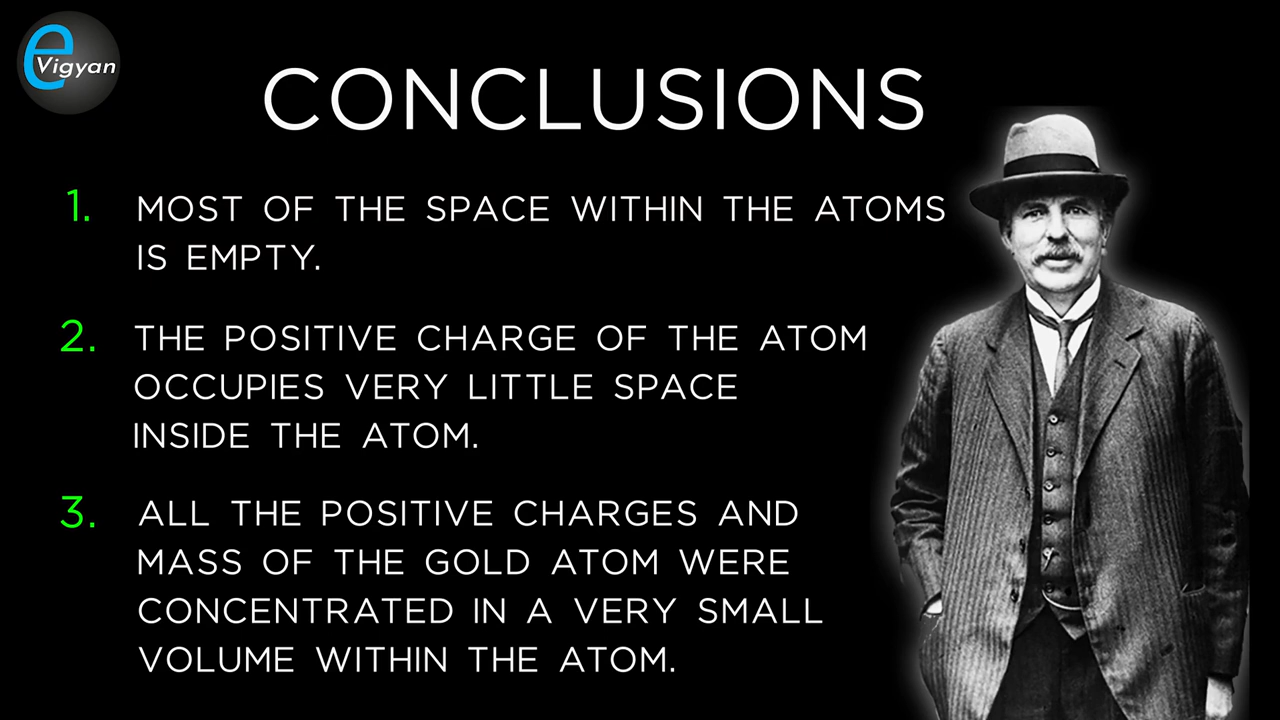 e Vigyan
CONCLUSIONS
1. MOST OF THE SPACE WITHIN THE ATOMS
IS EMPTY.
2. THE POSITIVE CHARGE OF THE ATOM
OCCUPIES VERY LITTLE SPACE
INSIDE THE ATOM.
3. ALL THE POSITIVE CHARGES AND
MASS OF THE GOLD ATOM WERE
CONCENTRATED IN A VERY SMALL
VOLUME WITHIN THE ATOM.